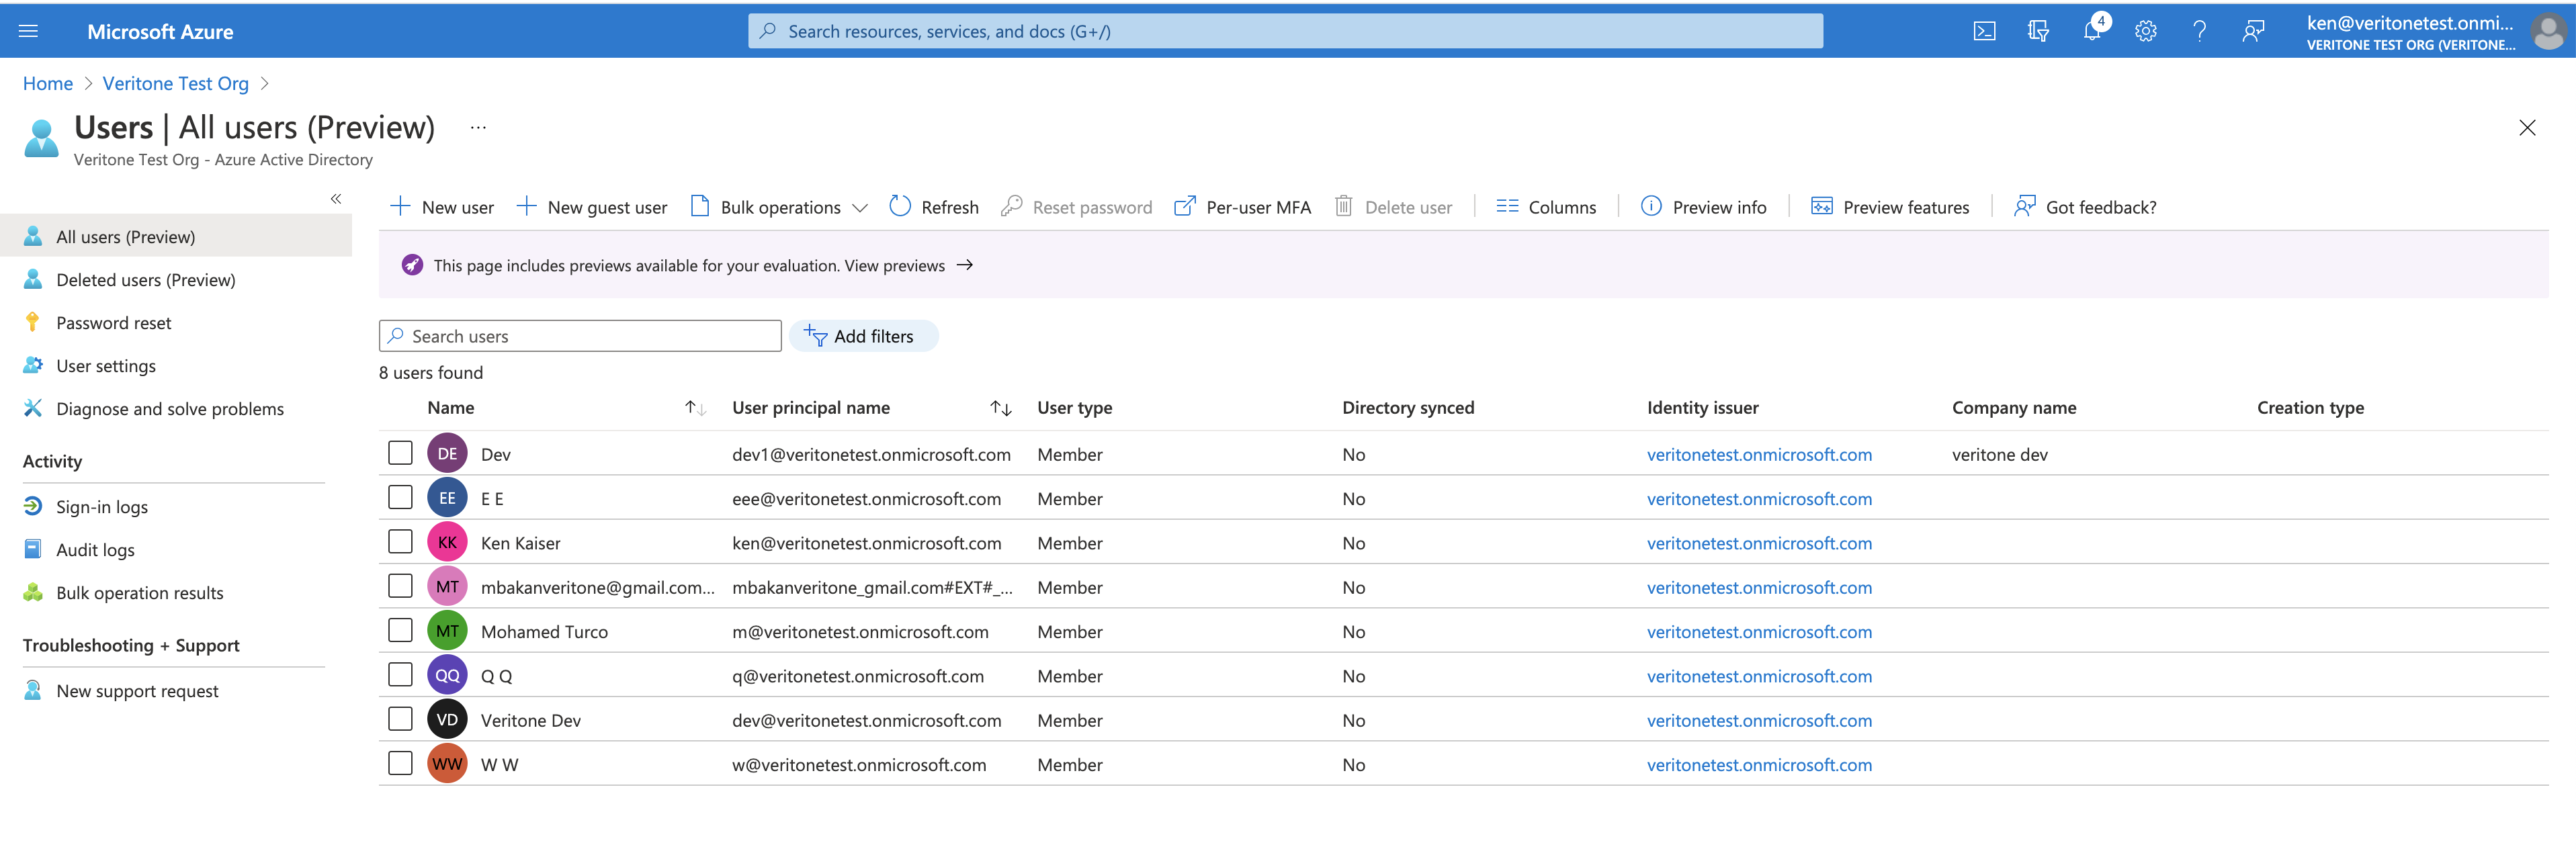 Microsoft Azure
Search resources, services, and docs (G+/)
4
ken@veritonetest.onmi...
VERITONE TEST ORG (VERITONE...
Home > Veritone Test Org >
Users | All users (Preview) ...
Veritone Test Org - Azure Active Directory
New user
New guest user
Bulk operations
Refresh
Reset password
Per-user MFA
Delete user
Columns
Preview info
Preview features
Got feedback?
All users (Preview)
Deleted users (Preview)
Password reset
User settings
Diagnose and solve problems
Activity
Sign-in logs
Audit logs
Bulk operation results
Troubleshooting + Support
New support request
This page includes previews available for your evaluation. View previews →
Search users
Add filters
8 users found
Name User principal name User type Directory synced Identity issuer Company name Creation type
DE Dev dev1@veritonetest.onmicrosoft.com Member No veritonetest.onmicrosoft.com veritone dev
EE E E eee@veritonetest.onmicrosoft.com Member No veritonetest.onmicrosoft.com
KK Ken Kaiser ken@veritonetest.onmicrosoft.com Member No veritonetest.onmicrosoft.com
MT mbakanveritone@gmail.com... mbakanveritone_gmail.com#EXT#_... Member No veritonetest.onmicrosoft.com
MT Mohamed Turco m@veritonetest.onmicrosoft.com Member No veritonetest.onmicrosoft.com
QQ Q Q q@veritonetest.onmicrosoft.com Member No veritonetest.onmicrosoft.com
VD Veritone Dev dev@veritonetest.onmicrosoft.com Member No veritonetest.onmicrosoft.com
WW W W w@veritonetest.onmicrosoft.com Member No veritonetest.onmicrosoft.com